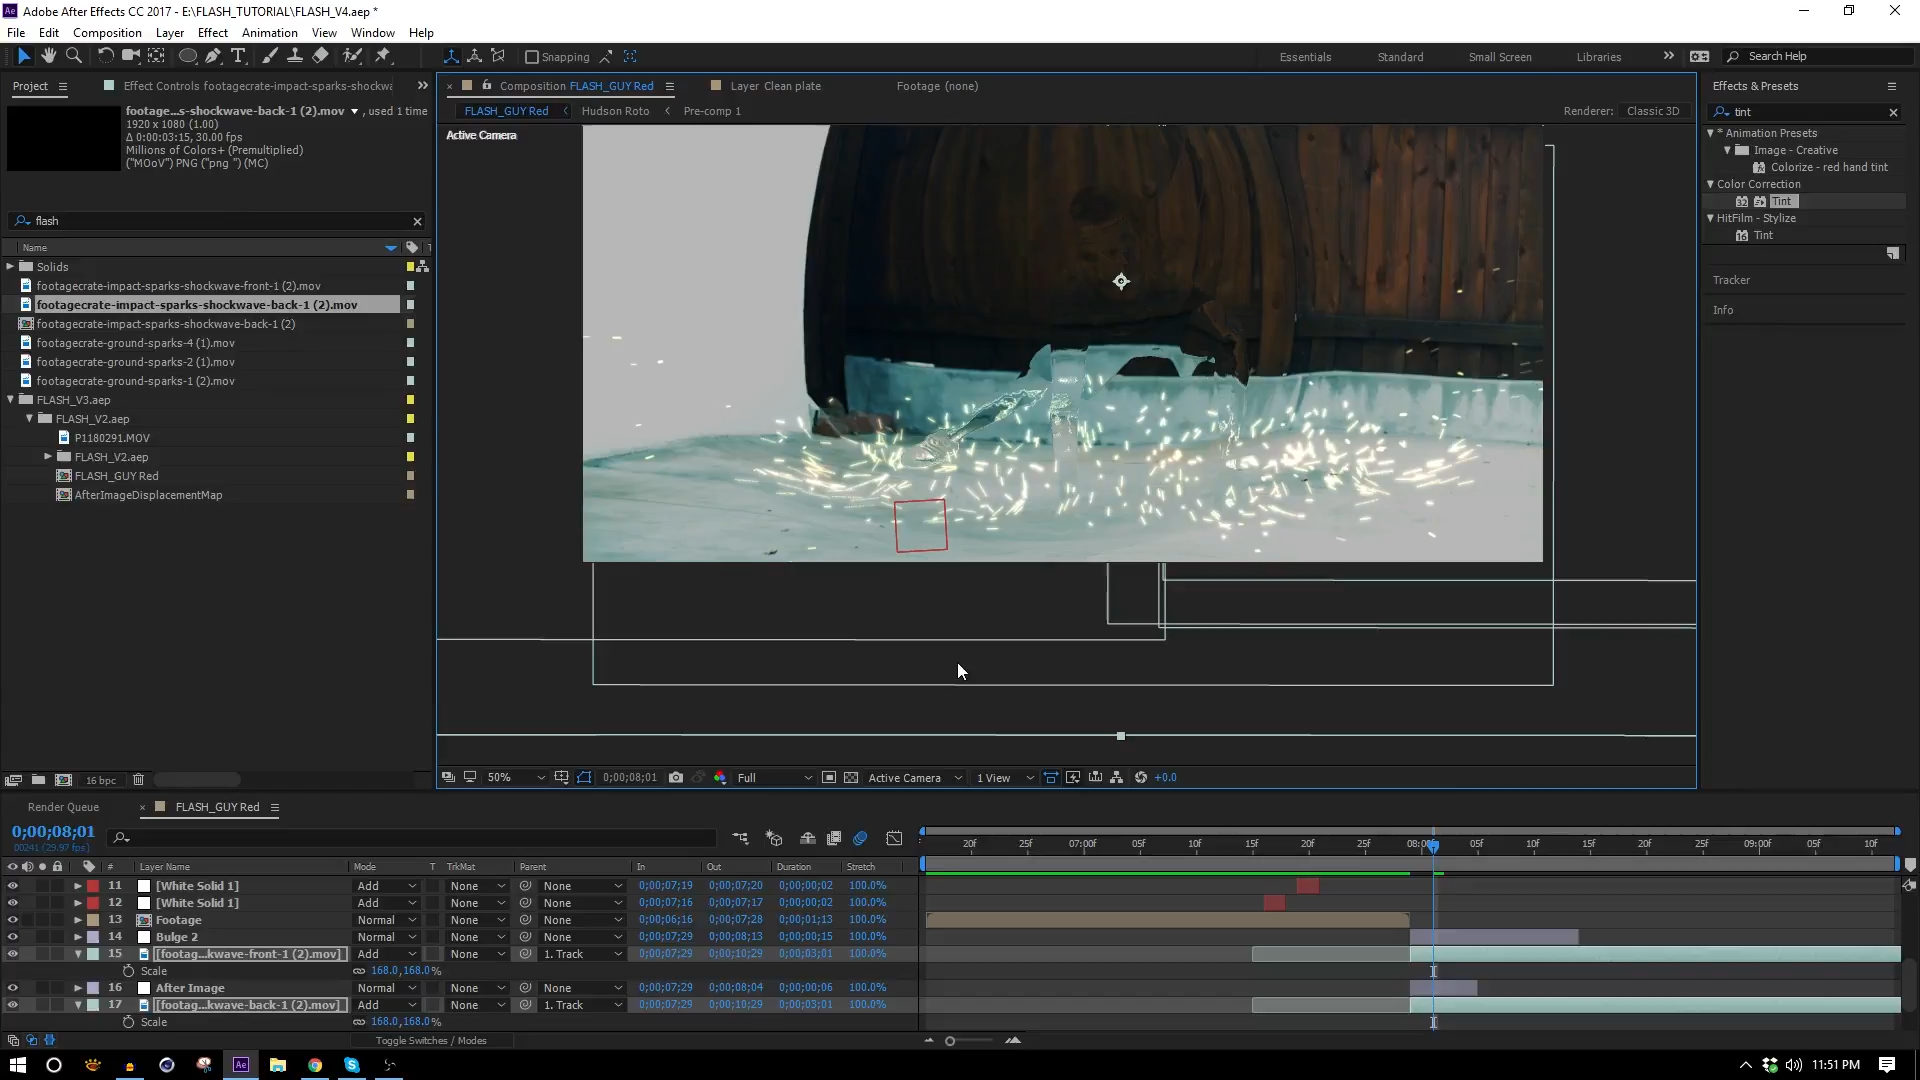 Ae Adobe After Effects CC 2017 - E:\FLASH_TUTORIAL\FLASH_V4.aep *
File Edit Composition Layer Effect Animation View Window Help
T Snapping Essentials Standard Small Screen Libraries Search Help
Project Effect Controls footagecrate-impact-sparks-shockwa
Composition FLASH_GUY Red Layer Clean plate Footage (none)
Effects & Presets
footage...s-shockwave-back-1 (2).mov ▼ , used 1 time
1920 x 1080 (1.00)
Δ 0:00:03:15, 30.00 fps
Millions of Colors+ (Premultiplied)
("MOoV") PNG ("png ") (MC)
FLASH_GUY Red Hudson Roto Pre-comp 1 Renderer: Classic 3D
Active Camera
tint
* Animation Presets
Image - Creative
Colorize - red hand tint
Color Correction
32 Tint
HitFilm - Stylize
16 Tint
Tracker
Info
flash
Name T
Solids
footagecrate-impact-sparks-shockwave-front-1 (2).mov
footagecrate-impact-sparks-shockwave-back-1 (2).mov
footagecrate-impact-sparks-shockwave-back-1 (2)
footagecrate-ground-sparks-4 (1).mov
footagecrate-ground-sparks-2 (1).mov
footagecrate-ground-sparks-1 (2).mov
FLASH_V3.aep
FLASH_V2.aep
P1180291.MOV
FLASH_V2.aep
FLASH_GUY Red
AfterImageDisplacementMap
16 bpc
50% 0;00;08;01 Full Active Camera 1 View +0.0
Render Queue FLASH_GUY Red
0;00;08;01
00241 (29.97 fps)
20f 25f 07:00f 05f 10f 15f 20f 25f 08:00f 05f 10f 15f 20f 25f 09:00f 05f 10f
# Layer Name Mode T TrkMat Parent In Out Duration Stretch
11 [White Solid 1] Add None None 0;00;07;19 0;00;07;20 0;00;00;02 100.0%
12 [White Solid 1] Add None None 0;00;07;16 0;00;07;17 0;00;00;02 100.0%
13 Footage Normal None None 0;00;06;16 0;00;07;28 0;00;01;13 100.0%
14 Bulge 2 Normal None None 0;00;07;29 0;00;08;13 0;00;00;15 100.0%
15 [footag...kwave-front-1 (2).mov] Add None 1. Track 0;00;07;29 0;00;10;29 0;00;03;01 100.0%
Scale 168.0,168.0%
16 After Image Normal None None 0;00;07;29 0;00;08;04 0;00;00;06 100.0%
17 [footag...kwave-back-1 (2).mov] Add None 1. Track 0;00;07;29 0;00;10;29 0;00;03;01 100.0%
Scale 168.0,168.0%
Toggle Switches / Modes
Ae 11:51 PM